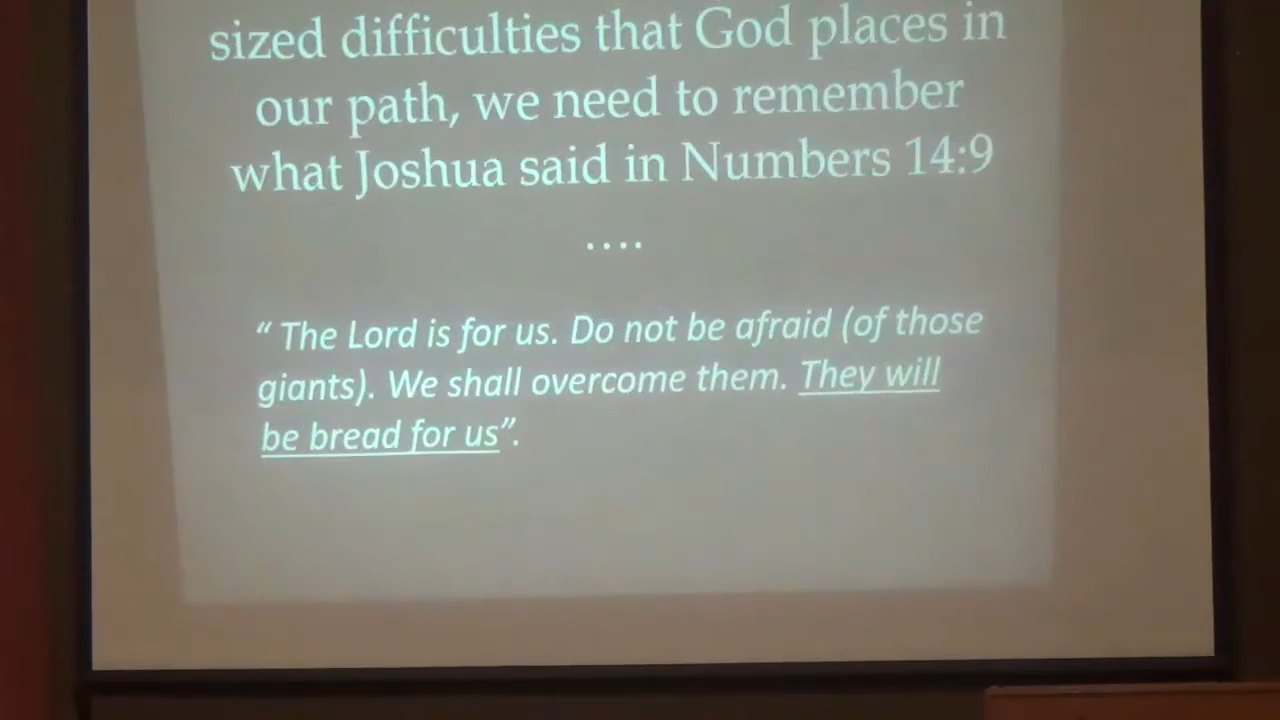 sized difficulties that God places in
our path, we need to remember
what Joshua said in Numbers 14:9
....
“ The Lord is for us. Do not be afraid (of those
giants). We shall overcome them. They will
be bread for us”.